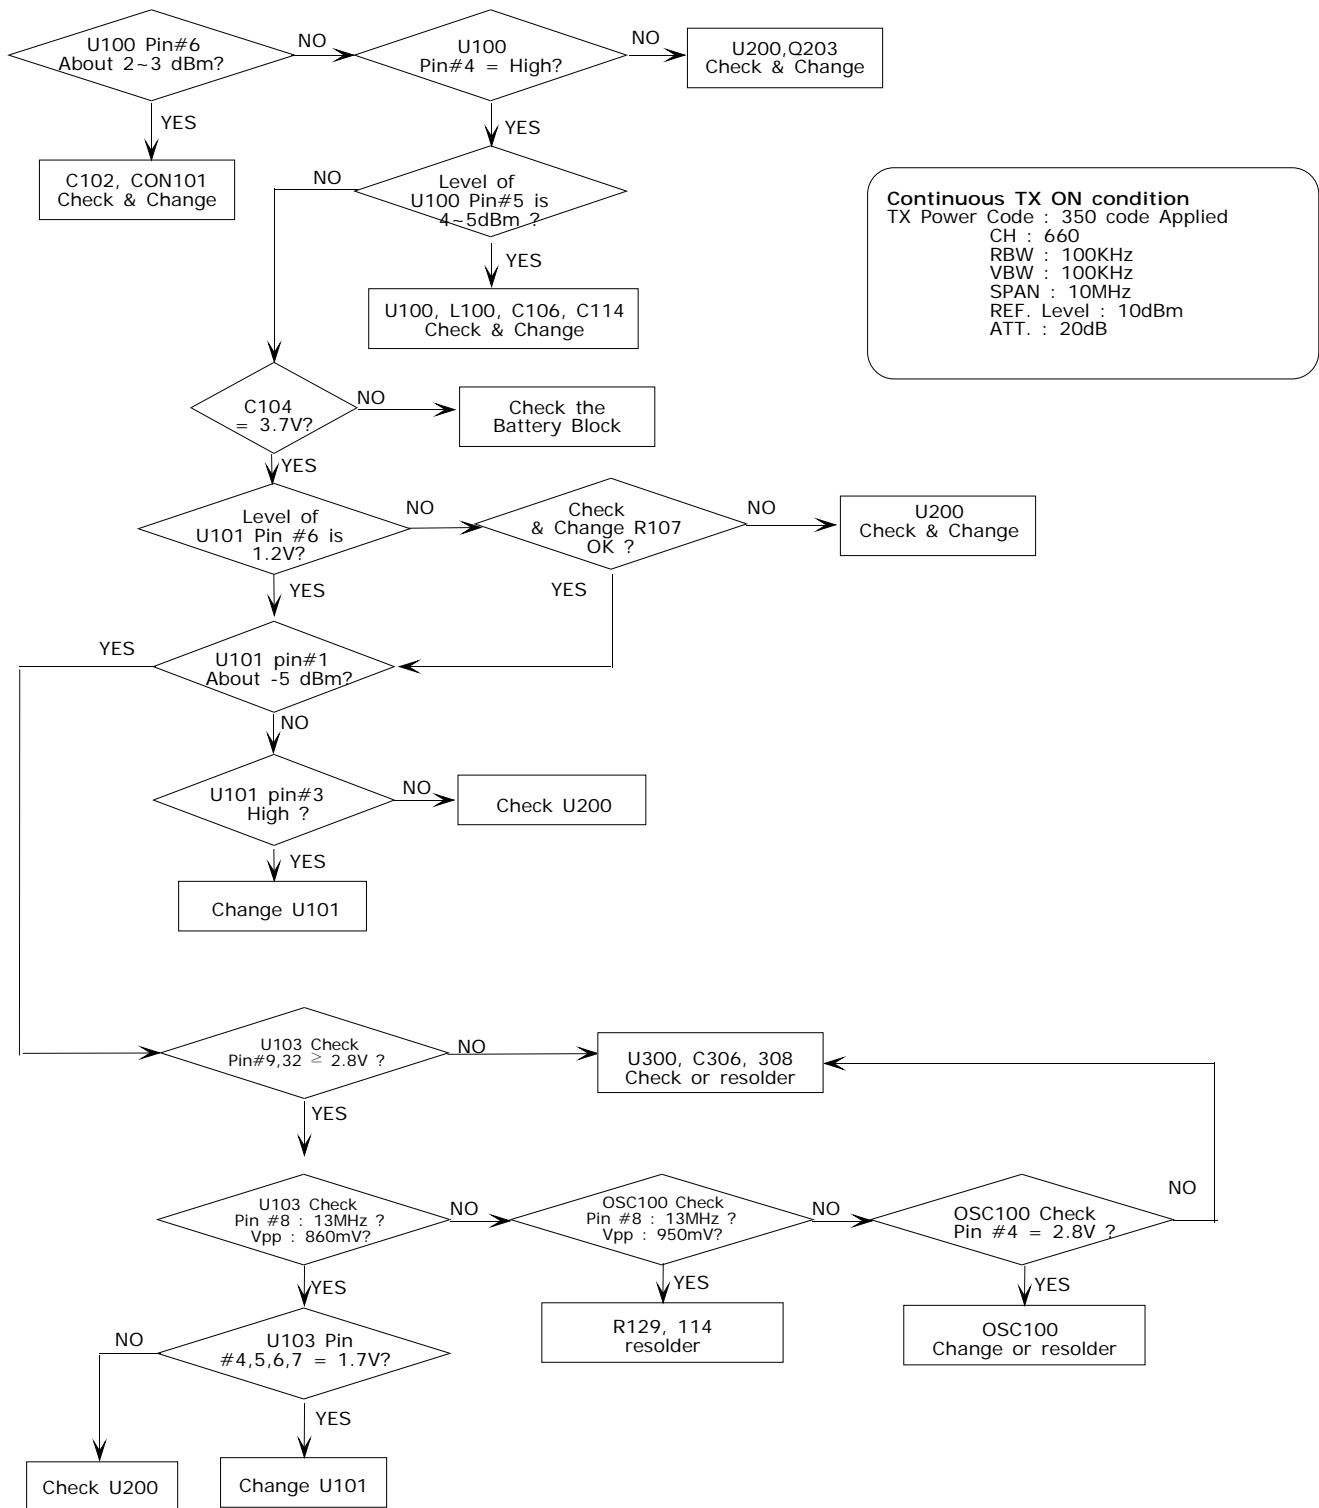 U100 Pin#6
About 2~3 dBm?
NO
U100
Pin#4 = High?
NO
U200,Q203
Check & Change
YES
YES
C102, CON101
Check & Change
NO
Level of
U100 Pin#5 is
4~5dBm ?
YES
U100, L100, C106, C114
Check & Change
Continuous TX ON condition
TX Power Code : 350 code Applied
CH : 660
RBW : 100KHz
VBW : 100KHz
SPAN : 10MHz
REF. Level : 10dBm
ATT. : 20dB
C104
= 3.7V?
NO
Check the
Battery Block
YES
Level of
U101 Pin #6 is
1.2V?
NO
Check
& Change R107
OK ?
NO
U200
Check & Change
YES
YES
YES
U101 pin#1
About -5 dBm?
NO
U101 pin#3
High ?
NO
Check U200
YES
Change U101
U103 Check
Pin#9,32 ≥ 2.8V ?
NO
U300, C306, 308
Check or resolder
YES
U103 Check
Pin #8 : 13MHz ?
Vpp : 860mV?
NO
OSC100 Check
Pin #8 : 13MHz ?
Vpp : 950mV?
NO
OSC100 Check
Pin #4 = 2.8V ?
NO
YES
YES
YES
R129, 114
resolder
OSC100
Change or resolder
NO
U103 Pin
#4,5,6,7 = 1.7V?
YES
Check U200
Change U101